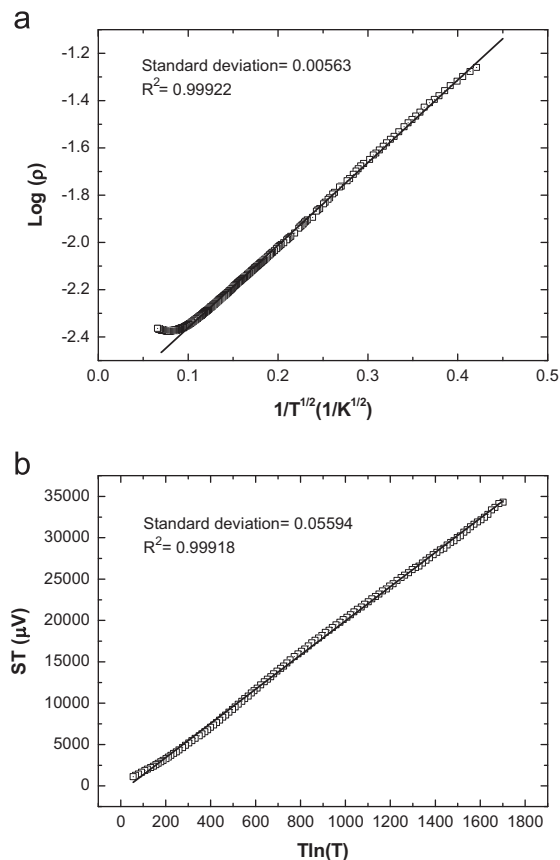 a
Standard deviation= 0.00563
R²= 0.99922
Log (ρ)
-1.2
-1.4
-1.6
-1.8
-2.0
-2.2
-2.4
0.0 0.1 0.2 0.3 0.4 0.5
1/T^1/2(1/K^1/2)
b
Standard deviation= 0.05594
R²= 0.99918
ST (μV)
35000
30000
25000
20000
15000
10000
5000
0
0 200 400 600 800 1000 1200 1400 1600 1800
Tln(T)